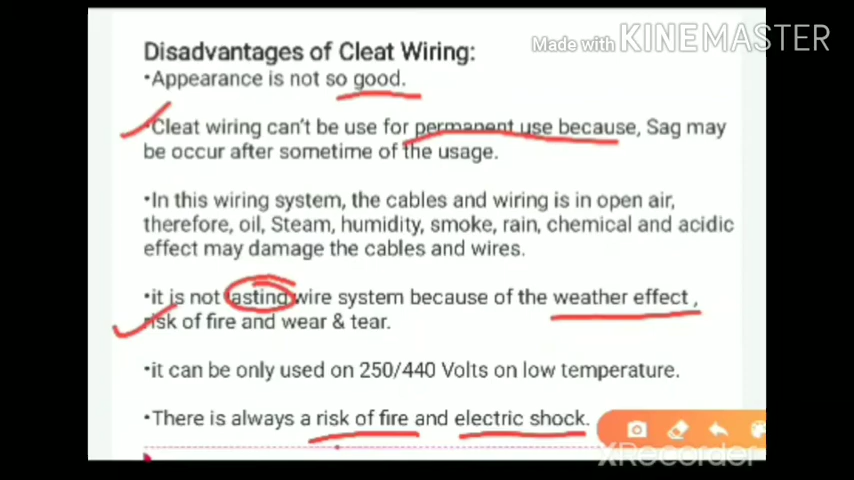 Made with KINEMASTER
Disadvantages of Cleat Wiring:
•Appearance is not so good.
•Cleat wiring can't be use for permanent use because, Sag may
be occur after sometime of the usage.
•In this wiring system, the cables and wiring is in open air,
therefore, oil, Steam, humidity, smoke, rain, chemical and acidic
effect may damage the cables and wires.
•it is not lasting wire system because of the weather effect ,
risk of fire and wear & tear.
•it can be only used on 250/440 Volts on low temperature.
•There is always a risk of fire and electric shock.
XRecorder